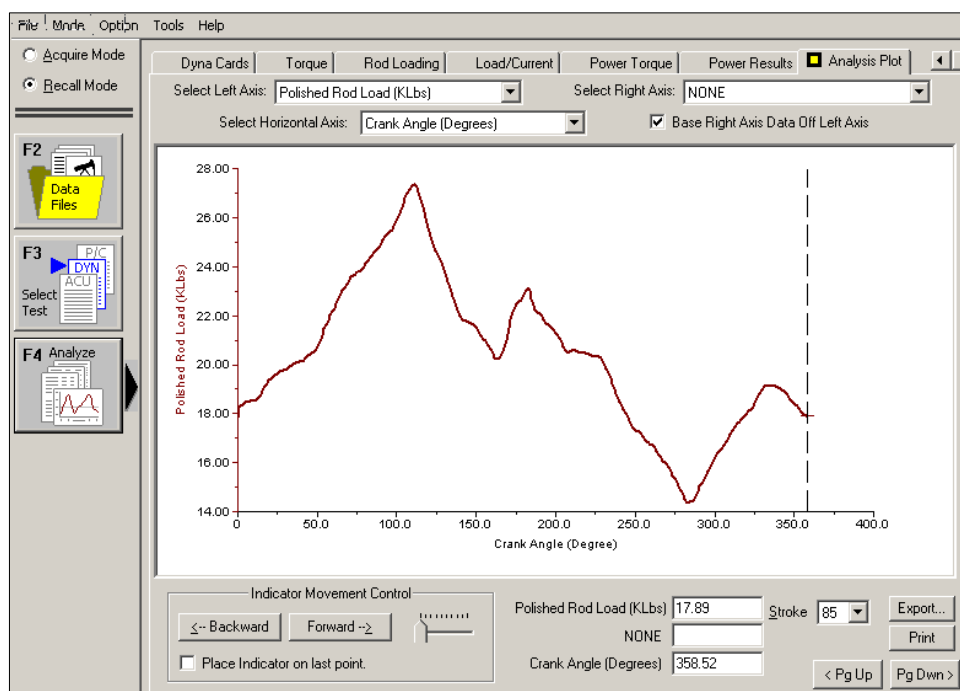 File Mode Option Tools Help
Acquire Mode
Recall Mode
F2
Data
Files
F3
P/C
DYN
ACU
Select
Test
F4 Analyze
Dyna Cards Torque Rod Loading Load/Current Power Torque Power Results Analysis Plot
Select Left Axis: Polished Rod Load (KLbs) Select Right Axis: NONE
Select Horizontal Axis: Crank Angle (Degrees) Base Right Axis Data Off Left Axis
Polished Rod Load (KLbs)
28.00
26.00
24.00
22.00
20.00
18.00
16.00
14.00
0 50.0 100.0 150.0 200.0 250.0 300.0 350.0 400.0
Crank Angle (Degree)
Indicator Movement Control
<-- Backward Forward -->
Place Indicator on last point.
Polished Rod Load (KLbs) 17.89 Stroke 85 Export...
NONE Print
Crank Angle (Degrees) 358.52
< Pg Up Pg Dwn >